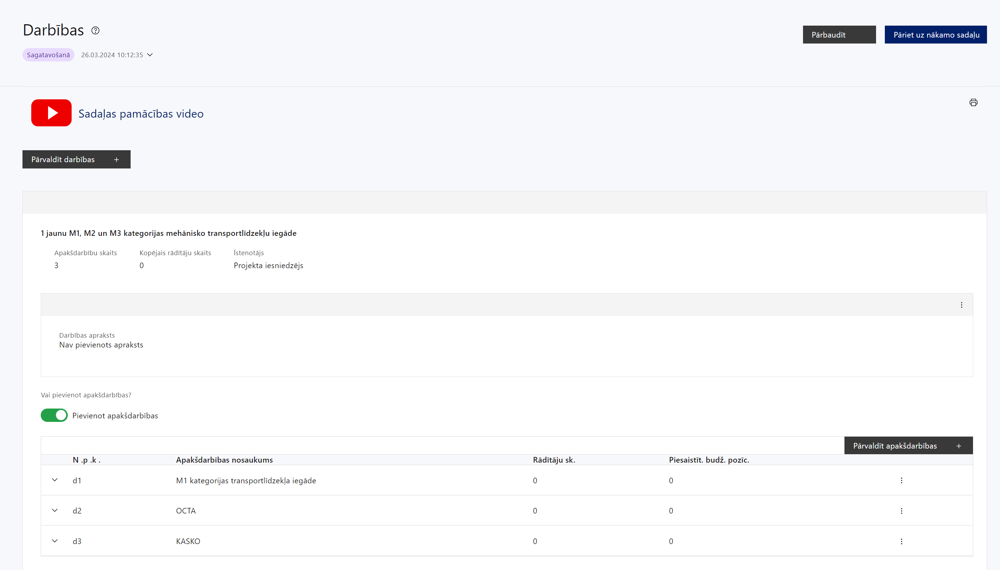 Darbības
Pārbaudīt
Pāriet uz nākamo sadaļu
Sagatavošanā 26.03.2024 10:12:35
Sadaļas pamācības video
Pārvaldīt darbības +
1 jaunu M1, M2 un M3 kategorijas mehānisko transportlīdzekļu iegāde
Apakšdarbību skaits Kopējais rādītāju skaits Īstenotājs
3 0 Projekta iesniedzējs
Darbības apraksts
Nav pievienots apraksts
Vai pievienot apakšdarbības?
Pievienot apakšdarbības
Pārvaldīt apakšdarbības +
N .p .k . Apakšdarbības nosaukums Rādītāju sk. Piesaistīt. budž. pozīc.
d1 M1 kategorijas transportlīdzekļa iegāde 0 0
d2 OCTA 0 0
d3 KASKO 0 0